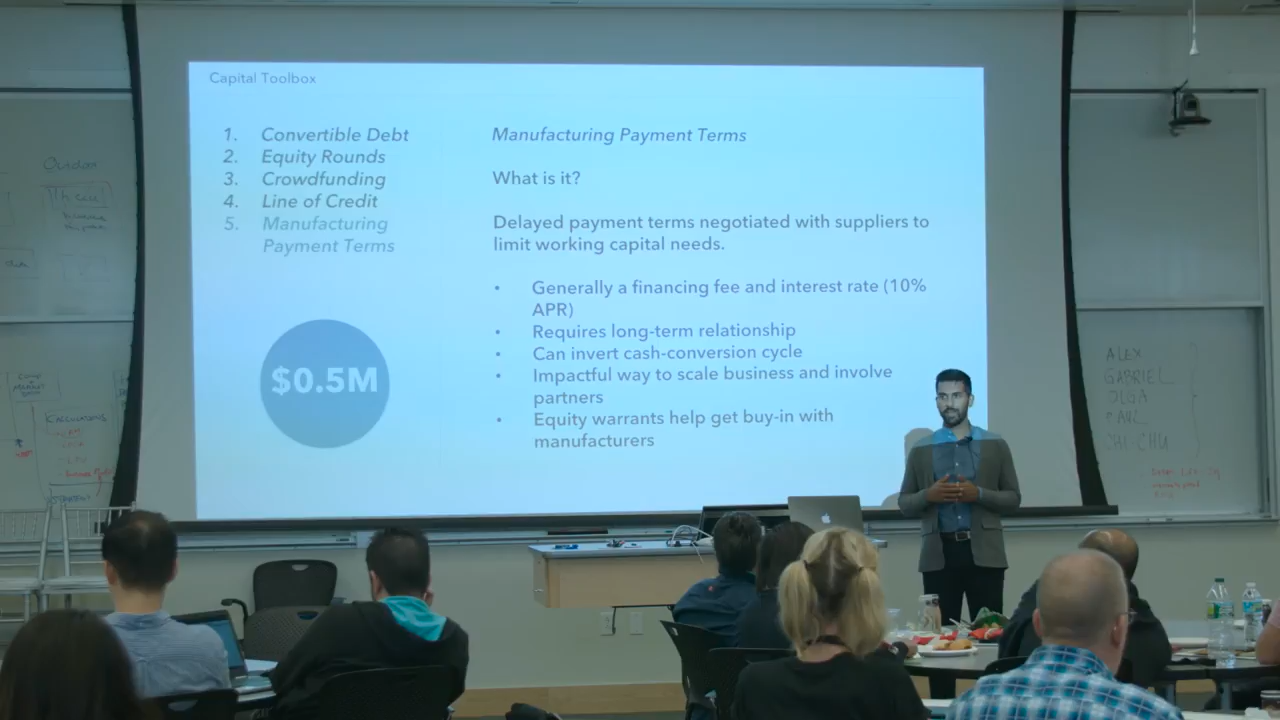 Capital Toolbox
1. Convertible Debt
2. Equity Rounds
3. Crowdfunding
4. Line of Credit
5. Manufacturing
Payment Terms
$0.5M
Manufacturing Payment Terms
What is it?
Delayed payment terms negotiated with suppliers to
limit working capital needs.
• Generally a financing fee and interest rate (10%
APR)
• Requires long-term relationship
• Can invert cash-conversion cycle
• Impactful way to scale business and involve
partners
• Equity warrants help get buy-in with
manufacturers
ALEX
GABRIEL
OLGA
PAUL
CHI CHU